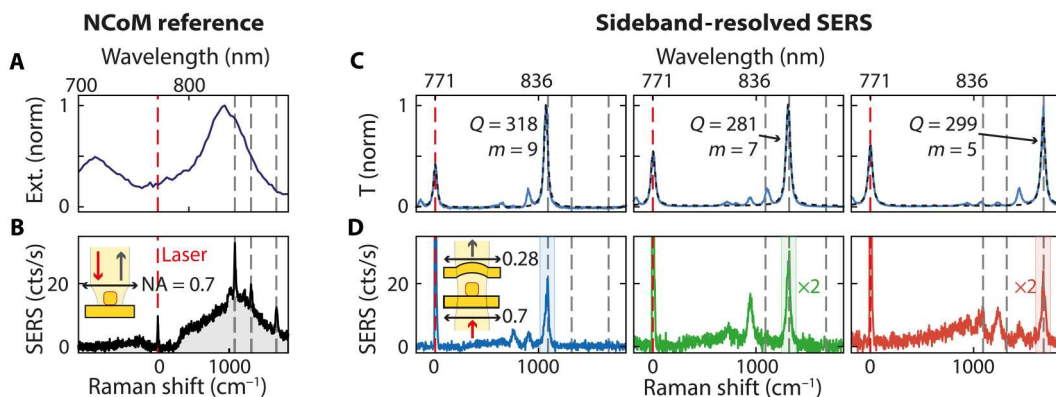 NCoM reference
Sideband-resolved SERS
A
Wavelength (nm)
700
800
Ext. (norm)
1
0
B
SERS (cts/s)
20
0
Laser
NA = 0.7
0
1000
Raman shift (cm⁻¹)
C
Wavelength (nm)
771
836
771
836
771
836
T (norm)
1
0
Q = 318
m = 9
Q = 281
m = 7
Q = 299
m = 5
D
SERS (cts/s)
20
0
0.28
0.7
×2
×2
0
1000
0
1000
0
1000
Raman shift (cm⁻¹)